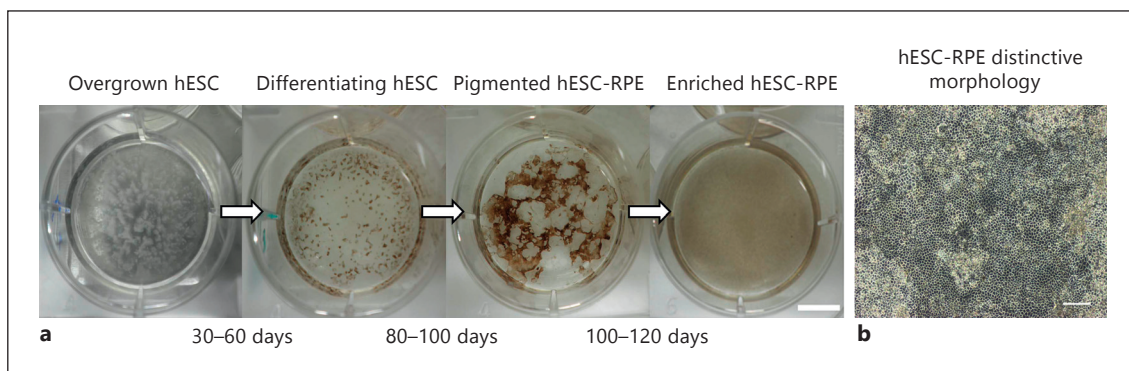 Overgrown hESC
Differentiating hESC
Pigmented hESC-RPE
Enriched hESC-RPE
hESC-RPE distinctive
morphology
a
30–60 days
80–100 days
100–120 days
b